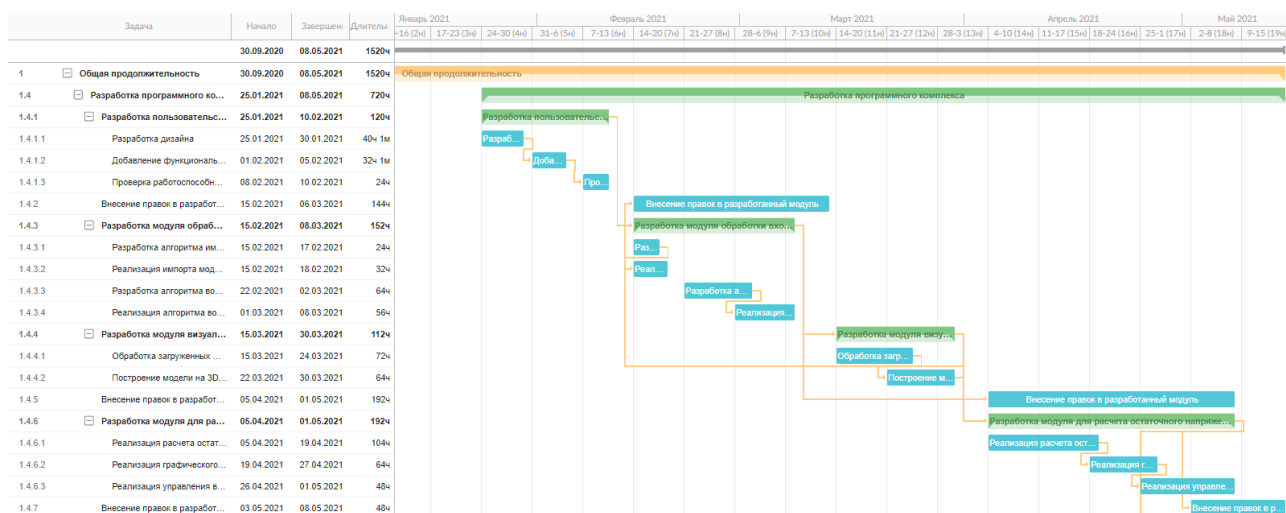 Задача Начало Завершен: Длительн
Январь 2021 Февраль 2021 Март 2021 Апрель 2021 Май 2021
-16 (2н) 17-23 (3н) 24-30 (4н) 31-6 (5н) 7-13 (6н) 14-20 (7н) 21-27 (8н) 28-6 (9н) 7-13 (10н) 14-20 (11н) 21-27 (12н) 28-3 (13н) 4-10 (14н) 11-17 (15н) 18-24 (16н) 25-1 (17н) 2-8 (18н) 9-15 (19н
30.09.2020 08.05.2021 1520ч
1 Общая продолжительность 30.09.2020 08.05.2021 1520ч Общая продолжительность
1.4 Разработка программного ко... 25.01.2021 08.05.2021 720ч Разработка программного комплекса
1.4.1 Разработка пользовательс... 25.01.2021 10.02.2021 120ч Разработка пользовательс...
1.4.1.1 Разработка дизайна 25.01.2021 30.01.2021 40ч 1м Разраб...
1.4.1.2 Добавление функциональ... 01.02.2021 05.02.2021 32ч 1м Доба...
1.4.1.3 Проверка работоспособн... 08.02.2021 10.02.2021 24ч Про...
1.4.2 Внесение правок в разработ... 15.02.2021 06.03.2021 144ч Внесение правок в разработанный модуль
1.4.3 Разработка модуля обраб... 15.02.2021 08.03.2021 152ч Разработка модуля обработки вхо...
1.4.3.1 Разработка алгоритма им... 15.02.2021 17.02.2021 24ч Раз...
1.4.3.2 Реализация импорта мод... 15.02.2021 18.02.2021 32ч Реал...
1.4.3.3 Разработка алгоритма во... 22.02.2021 02.03.2021 64ч Разработка а...
1.4.3.4 Реализация алгоритма во... 01.03.2021 08.03.2021 56ч Реализация...
1.4.4 Разработка модуля визуал... 15.03.2021 30.03.2021 112ч Разработка модуля визу...
1.4.4.1 Обработка загруженных ... 15.03.2021 24.03.2021 72ч Обработка загр...
1.4.4.2 Построение модели на 3D... 22.03.2021 30.03.2021 64ч Построение м...
1.4.5 Внесение правок в разработ... 05.04.2021 01.05.2021 192ч Внесение правок в разработанный модуль
1.4.6 Разработка модуля для ра... 05.04.2021 01.05.2021 192ч Разработка модуля для расчета остаточного напряже...
1.4.6.1 Реализация расчета остат... 05.04.2021 19.04.2021 104ч Реализация расчета ост...
1.4.6.2 Реализация графического... 19.04.2021 27.04.2021 64ч Реализация г...
1.4.6.3 Реализация управления в... 26.04.2021 01.05.2021 48ч Реализация управле...
1.4.7 Внесение правок в разработ... 03.05.2021 08.05.2021 48ч Внесение правок в р...